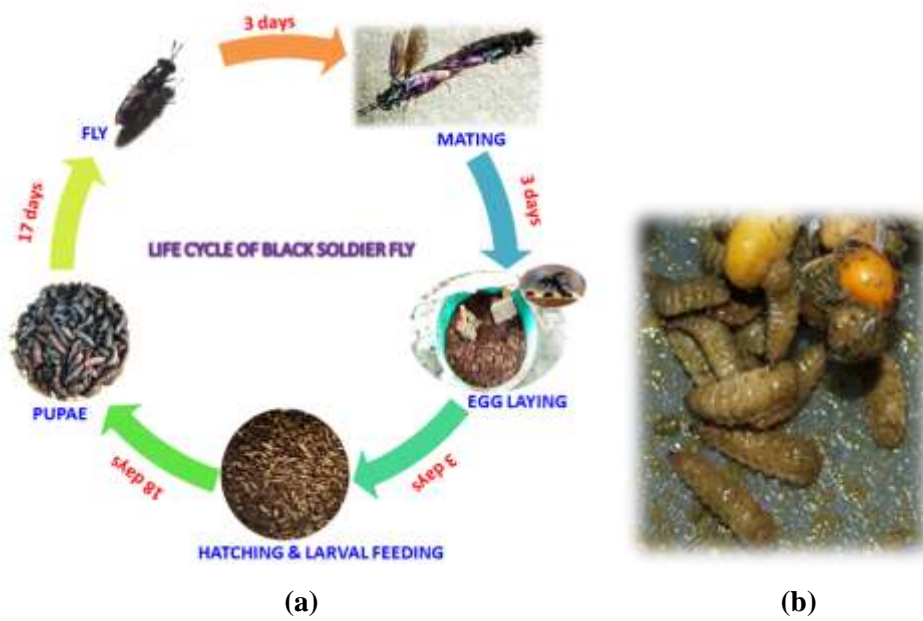 3 days
FLY
MATING
17 days
3 days
LIFE CYCLE OF BLACK SOLDIER FLY
PUPAE
EGG LAYING
18 days
3 days
HATCHING & LARVAL FEEDING
(a)
(b)